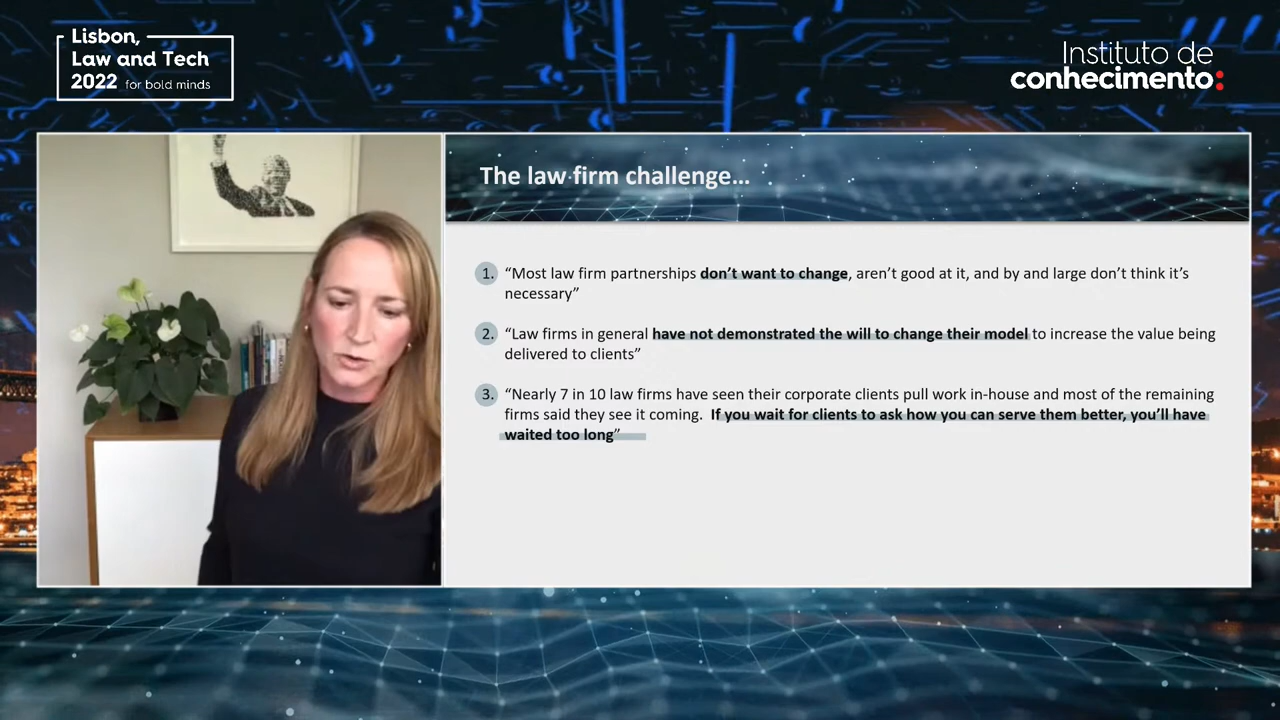 Lisbon,
Law and Tech
2022 for bold minds
Instituto de
conhecimento:
The law firm challenge…
1. “Most law firm partnerships don’t want to change, aren’t good at it, and by and large don’t think it’s
necessary”
2. “Law firms in general have not demonstrated the will to change their model to increase the value being
delivered to clients”
3. “Nearly 7 in 10 law firms have seen their corporate clients pull work in-house and most of the remaining
firms said they see it coming. If you wait for clients to ask how you can serve them better, you’ll have
waited too long”